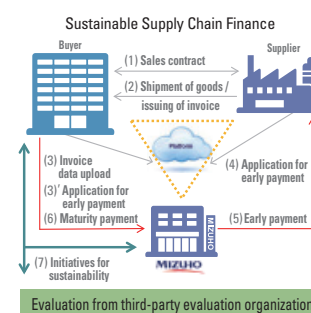 Sustainable Supply Chain Finance
Buyer
Supplier
(1) Sales contract
(2) Shipment of goods /
issuing of invoice
Platform
(3) Invoice
data upload
(3)' Application for
early payment
(6) Maturity payment
(4) Application for
early payment
(5) Early payment
MIZUHO
(7) Initiatives for
sustainability
MIZUHO
Evaluation from third-party evaluation organization